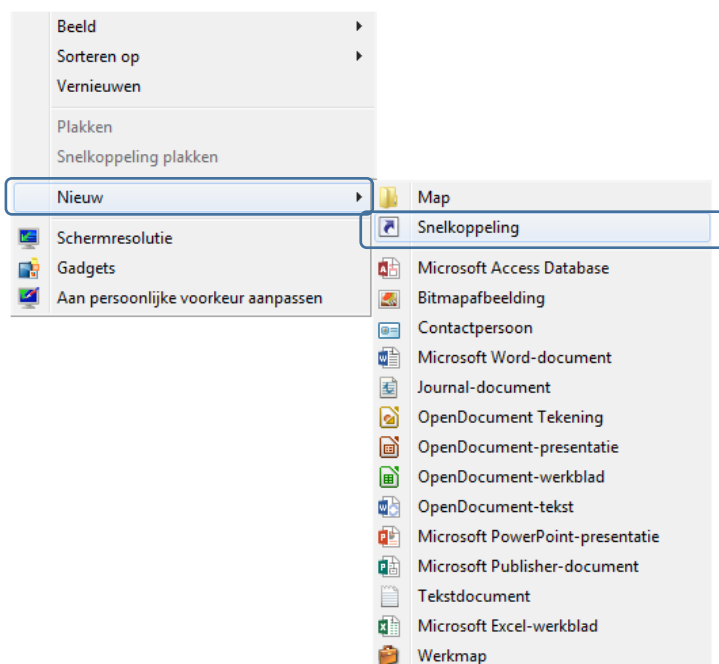 Beeld
Sorteren op
Vernieuwen
Plakken
Snelkoppeling plakken
Nieuw
Schermresolutie
Gadgets
Aan persoonlijke voorkeur aanpassen
Map
Snelkoppeling
Microsoft Access Database
Bitmapafbeelding
Contactpersoon
Microsoft Word-document
Journal-document
OpenDocument Tekening
OpenDocument-presentatie
OpenDocument-werkblad
OpenDocument-tekst
Microsoft PowerPoint-presentatie
Microsoft Publisher-document
Tekstdocument
Microsoft Excel-werkblad
Werkmap